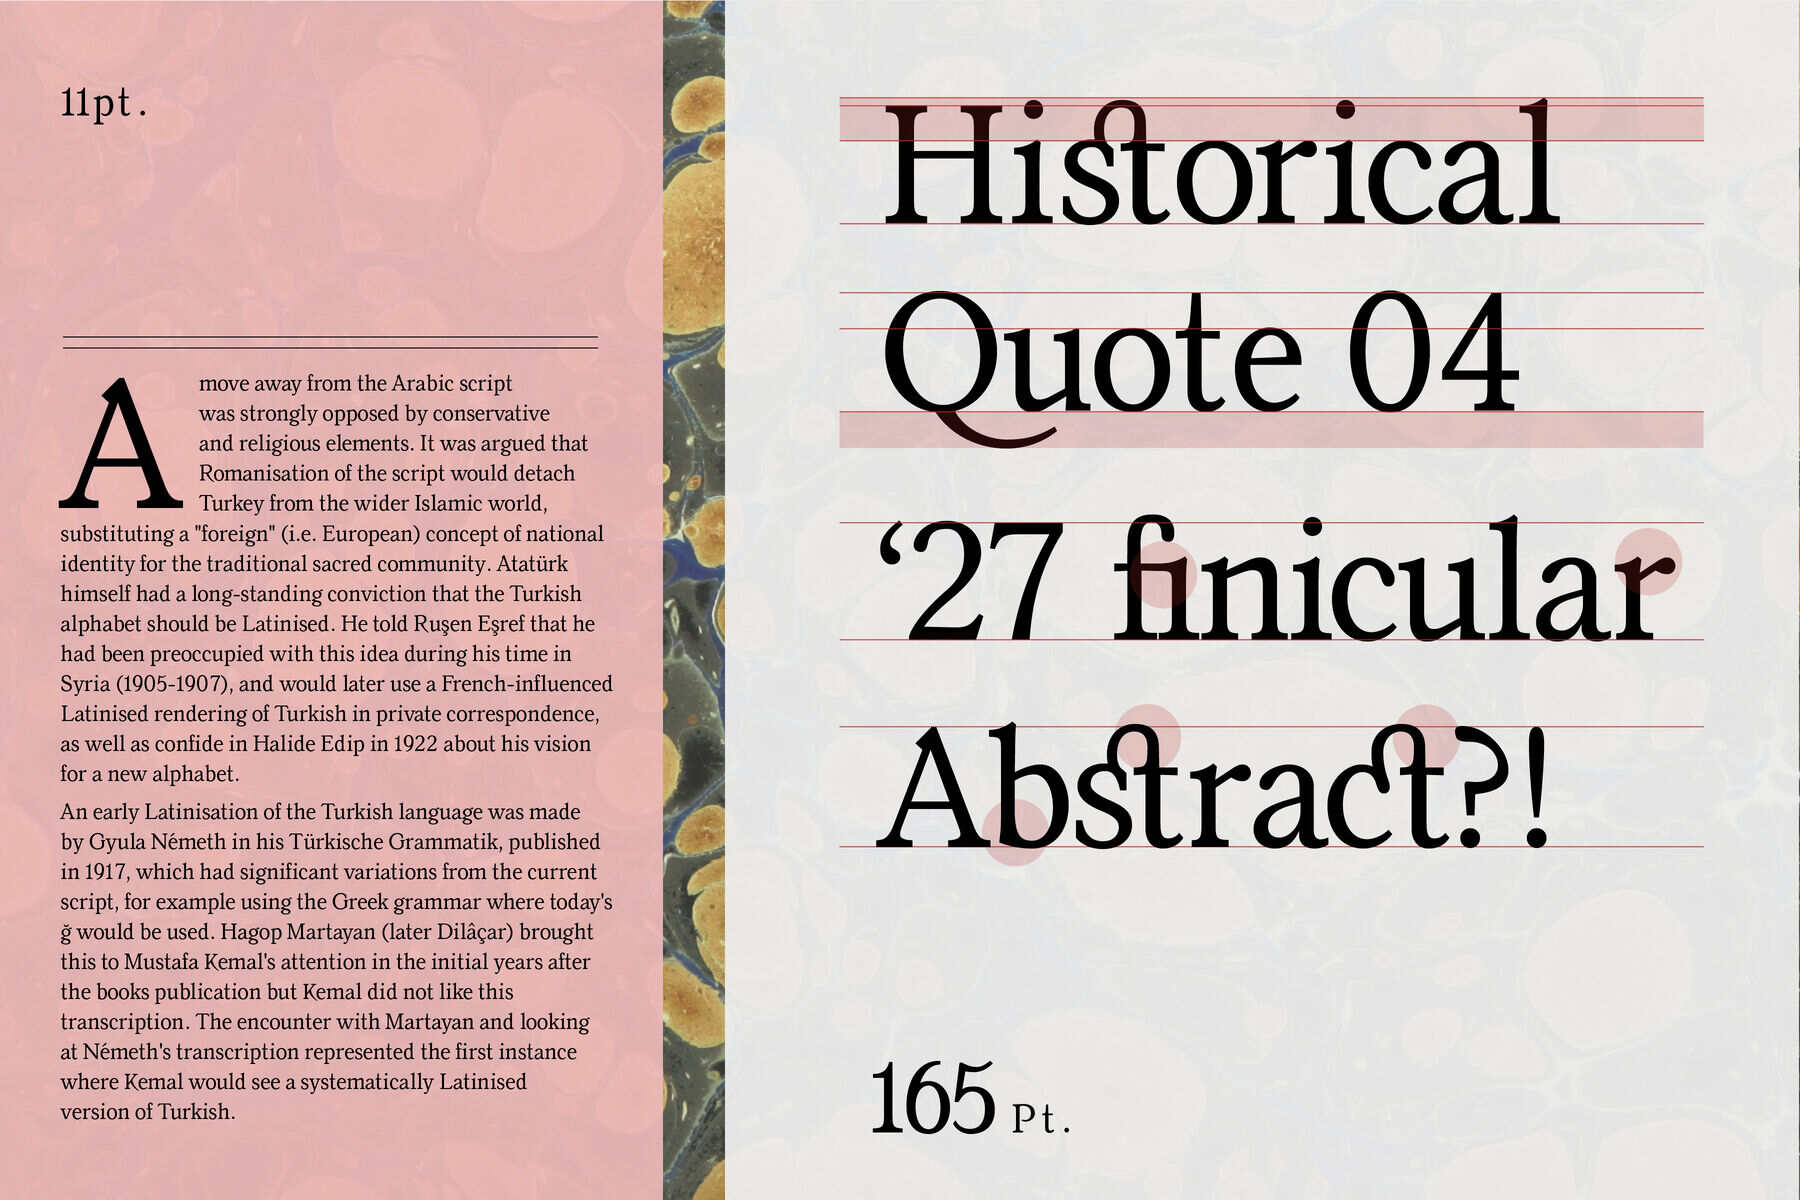 11pt.
A move away from the Arabic script
was strongly opposed by conservative
and religious elements. It was argued that
Romanisation of the script would detach
Turkey from the wider Islamic world,
substituting a "foreign" (i.e. European) concept of national
identity for the traditional sacred community. Atatürk
himself had a long-standing conviction that the Turkish
alphabet should be Latinised. He told Ruşen Eşref that he
had been preoccupied with this idea during his time in
Syria (1905-1907), and would later use a French-influenced
Latinised rendering of Turkish in private correspondence,
as well as confide in Halide Edip in 1922 about his vision
for a new alphabet.
An early Latinisation of the Turkish language was made
by Gyula Németh in his Türkische Grammatik, published
in 1917, which had significant variations from the current
script, for example using the Greek grammar where today's
ğ would be used. Hagop Martayan (later Dilâçar) brought
this to Mustafa Kemal's attention in the initial years after
the books publication but Kemal did not like this
transcription. The encounter with Martayan and looking
at Németh's transcription represented the first instance
where Kemal would see a systematically Latinised
version of Turkish.
Historical
Quote 04
‘27 finicular
Abstract?!
165 Pt.